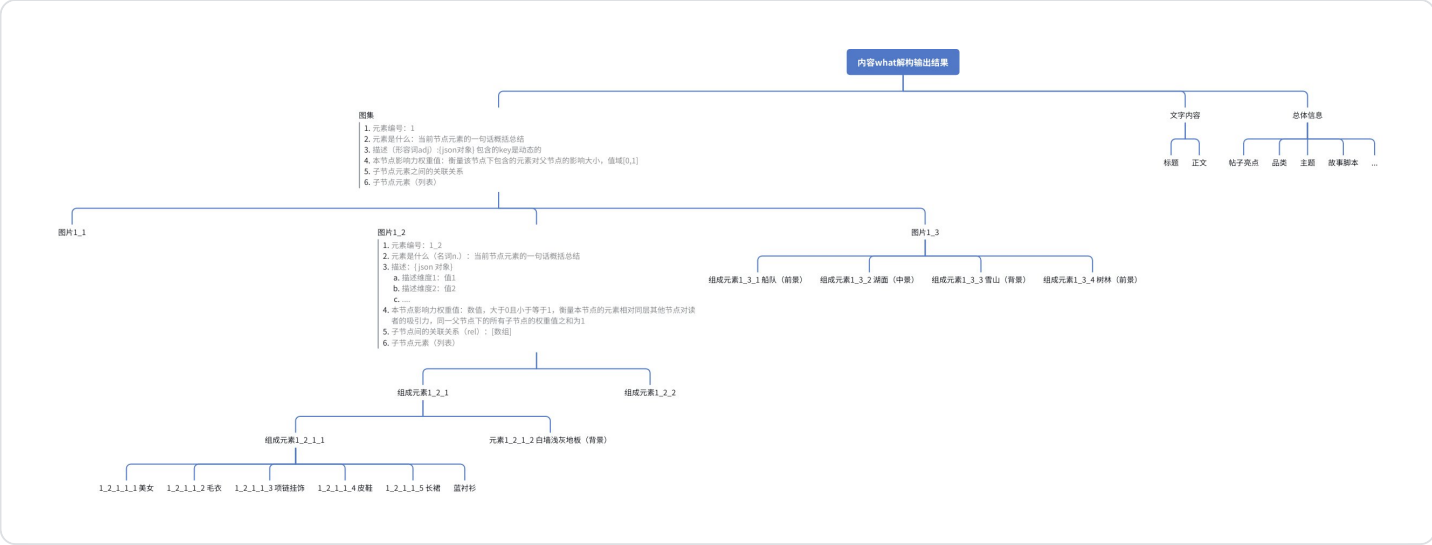 内容what解构输出结果
图集
1. 元素编号：1
2. 元素是什么：当前节点元素的一句话概括总结
3. 描述（形容词adj）:{json对象} 包含的key是动态的
4. 本节点影响力权重值：衡量该节点下包含的元素对父节点的影响大小，值域[0,1]
5. 子节点元素之间的关联关系
6. 子节点元素（列表）
文字内容
总体信息
标题
正文
帖子亮点
品类
主题
故事脚本
...
图片1_1
图片1_2
1. 元素编号：1_2
2. 元素是什么（名词n.）：当前节点元素的一句话概括总结
3. 描述：{ json 对象}
a. 描述维度1：值1
b. 描述维度2：值2
c. ....
4. 本节点影响力权重值：数值，大于0且小于等于1，衡量本节点的元素相对同层其他节点对读
者的吸引力，同一父节点下的所有子节点的权重值之和为1
5. 子节点间的关联关系（rel）：[数组]
6. 子节点元素（列表）
图片1_3
组成元素1_3_1 船队（前景）
组成元素1_3_2 湖面（中景）
组成元素1_3_3 雪山（背景）
组成元素1_3_4 树林（前景）
组成元素1_2_1
组成元素1_2_2
组成元素1_2_1_1
元素1_2_1_2 白墙浅灰地板（背景）
1_2_1_1_1 美女
1_2_1_1_2 毛衣
1_2_1_1_3 项链挂饰
1_2_1_1_4 皮鞋
1_2_1_1_5 长裙
蓝衬衫